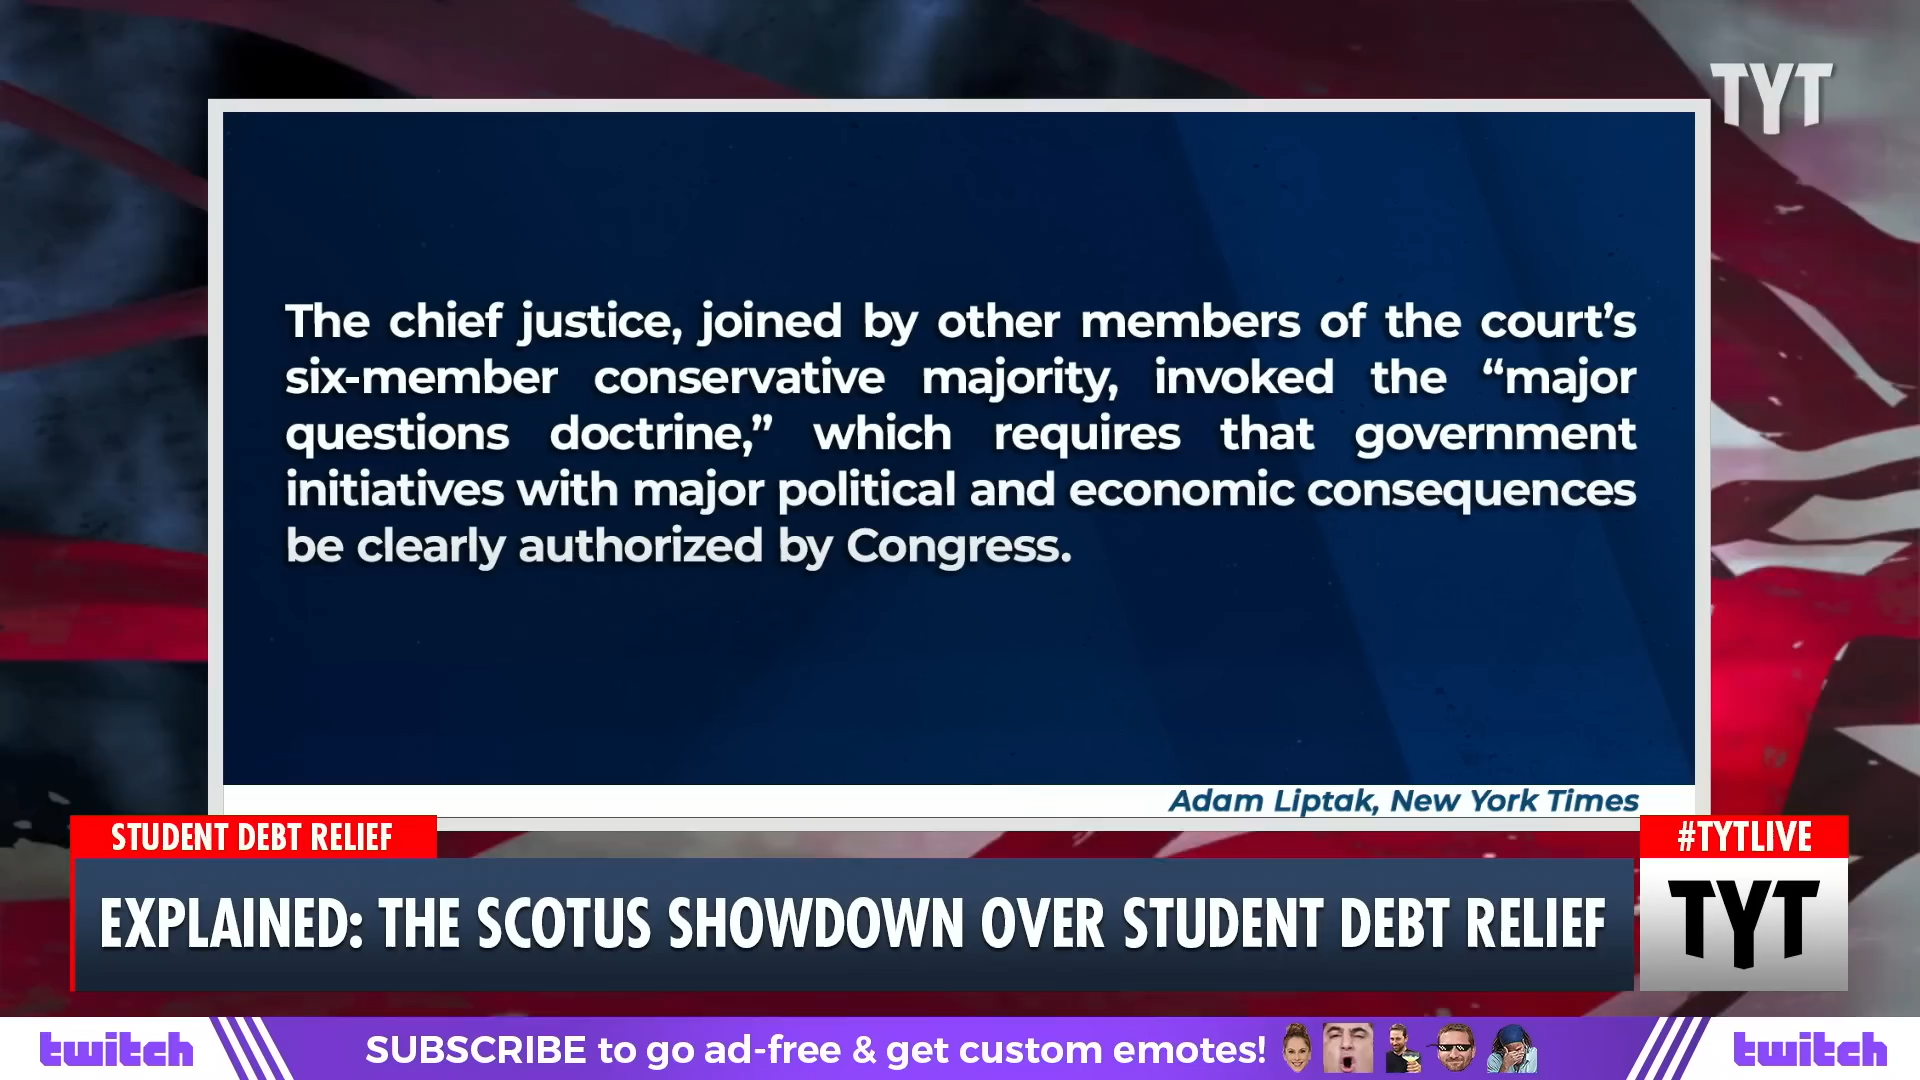 TYT
The chief justice, joined by other members of the court’s
six-member conservative majority, invoked the “major
questions doctrine,” which requires that government
initiatives with major political and economic consequences
be clearly authorized by Congress.
Adam Liptak, New York Times
STUDENT DEBT RELIEF
#TYTLIVE
EXPLAINED: THE SCOTUS SHOWDOWN OVER STUDENT DEBT RELIEF
TYT
twitch
SUBSCRIBE to go ad-free & get custom emotes!
twitch